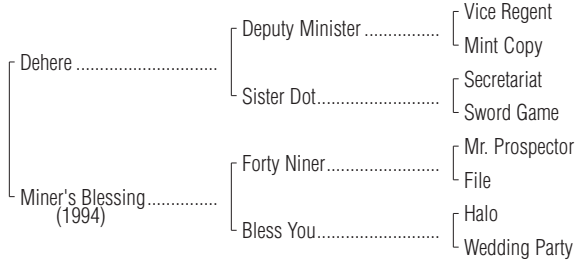 Vice Regent
Deputy Minister ................
Mint Copy
Dehere ..............................
Secretariat
Sister Dot..........................
Sword Game
Mr. Prospector
Forty Niner........................
File
Miner's Blessing...............
(1994)
Halo
Bless You..........................
Wedding Party